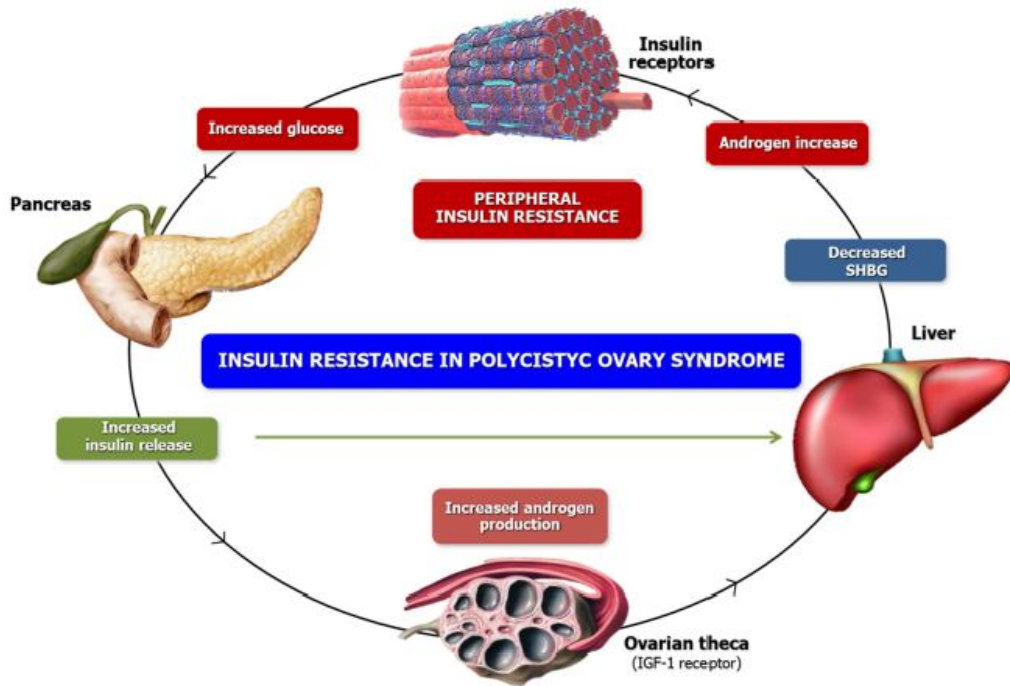 Insulin
receptors
Increased glucose
Androgen increase
PERIPHERAL
INSULIN RESISTANCE
Pancreas
Decreased
SHBG
Liver
INSULIN RESISTANCE IN POLYCISTYC OVARY SYNDROME
Increased
insulin release
Increased androgen
production
Ovarian theca
(IGF-1 receptor)